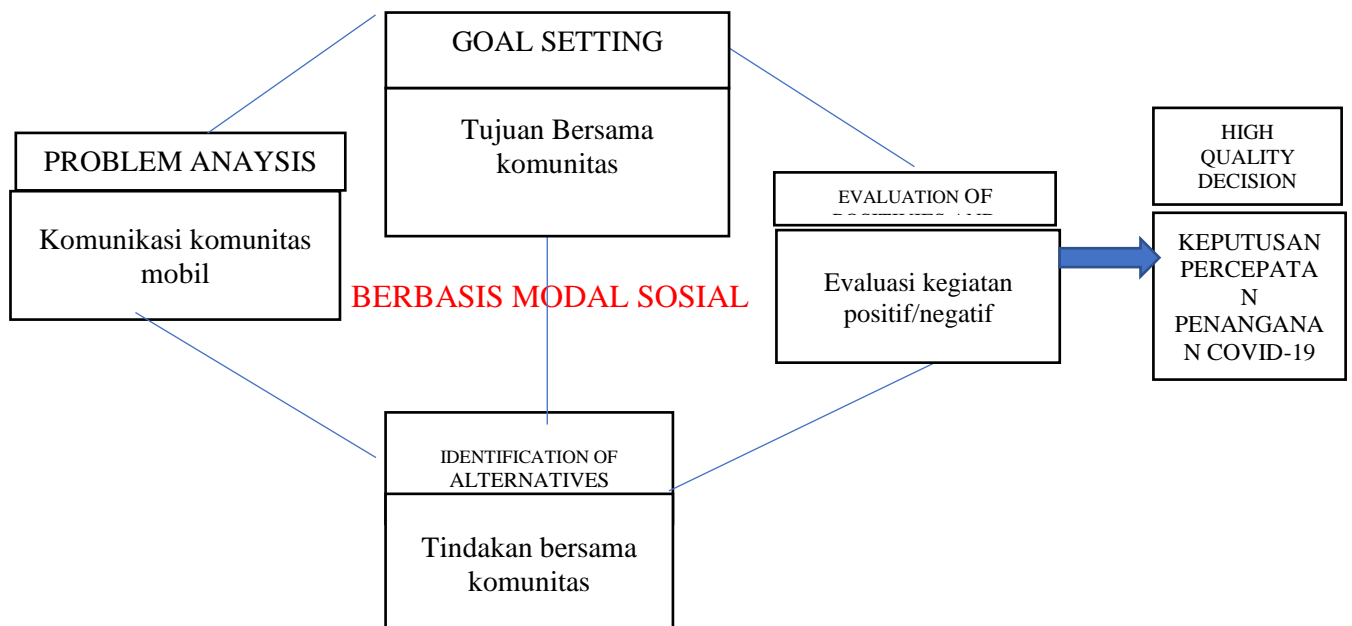 GOAL SETTING
Tujuan Bersama
komunitas
PROBLEM ANAYSIS
Komunikasi komunitas
mobil
BERBASIS MODAL SOSIAL
EVALUATION OF
Evaluasi kegiatan
positif/negatif
HIGH
QUALITY
DECISION
KEPUTUSAN
PERCEPATA
N
PENANGANA
N COVID-19
IDENTIFICATION OF
ALTERNATIVES
Tindakan bersama
komunitas